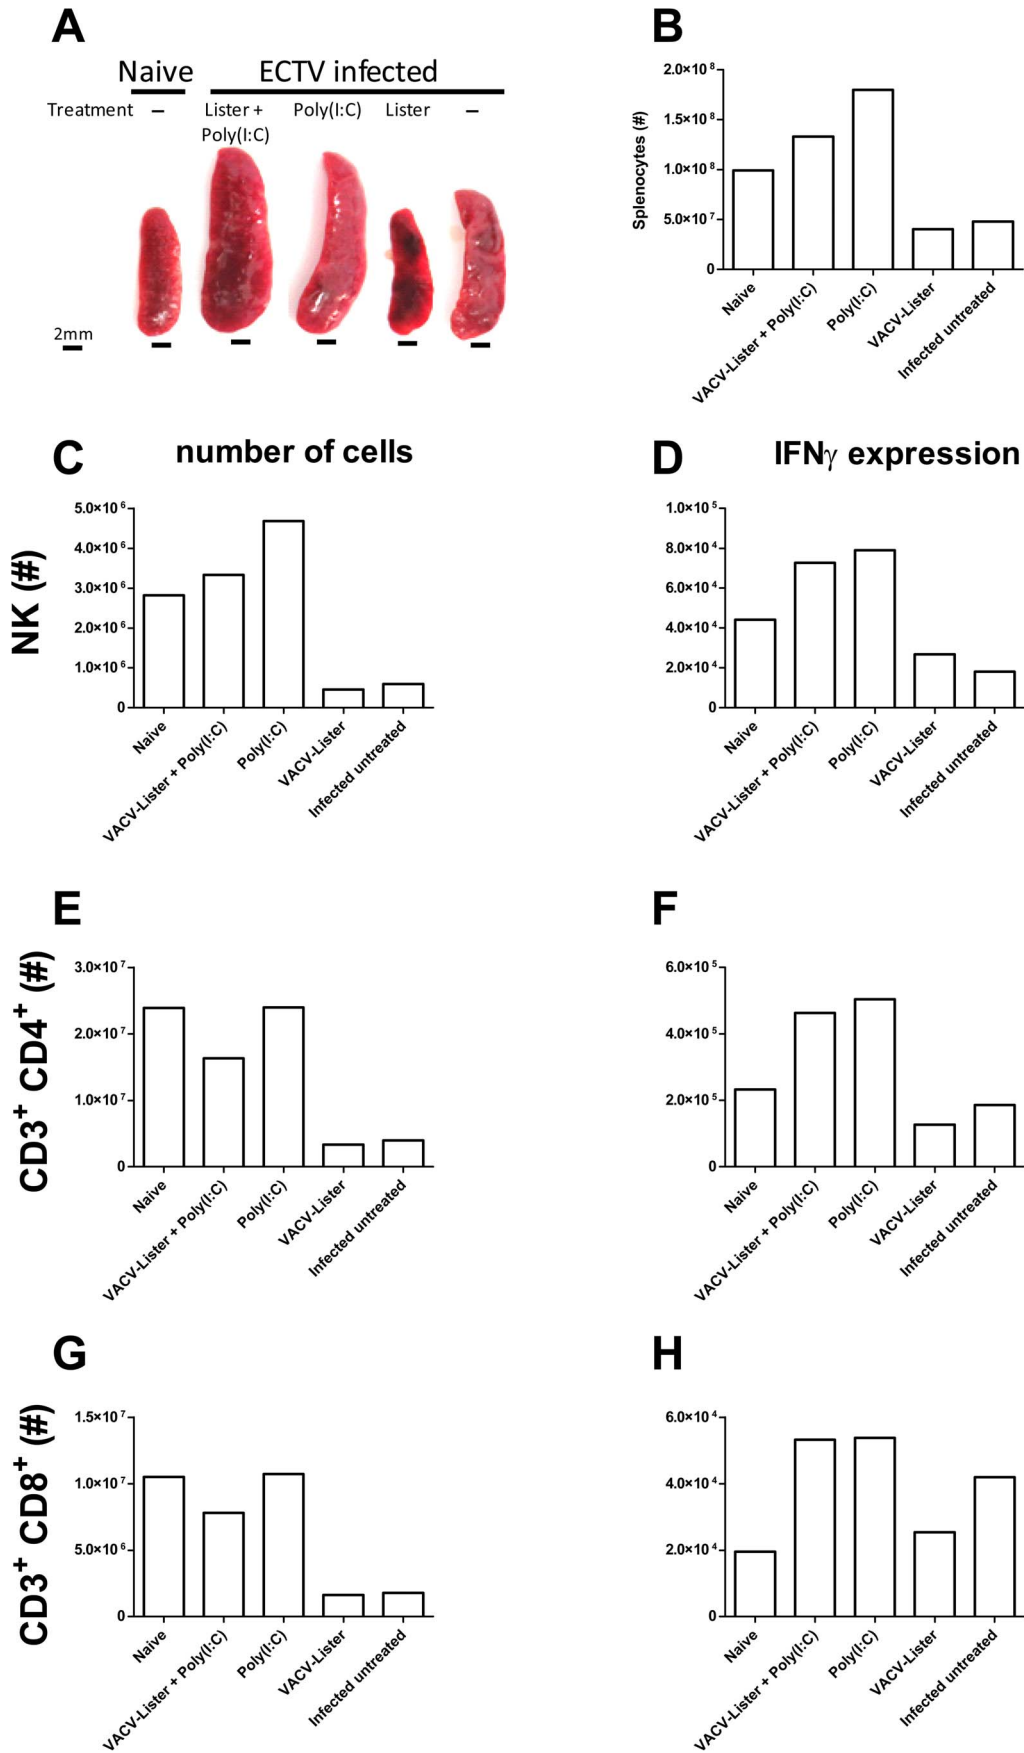 A
Naive ECTV infected
Treatment – Lister + Poly(I:C) Lister –
Poly(I:C)
2mm
B
Splenocytes (#)
2.0×10⁸
1.5×10⁸
1.0×10⁸
5.0×10⁷
0
Naive
VACV-Lister + Poly(I:C)
Poly(I:C)
VACV-Lister
Infected untreated
C number of cells
NK (#)
5.0×10⁶
4.0×10⁶
3.0×10⁶
2.0×10⁶
1.0×10⁶
0
Naive
VACV-Lister + Poly(I:C)
Poly(I:C)
VACV-Lister
Infected untreated
D IFNγ expression
1.0×10⁵
8.0×10⁴
6.0×10⁴
4.0×10⁴
2.0×10⁴
0
Naive
VACV-Lister + Poly(I:C)
Poly(I:C)
VACV-Lister
Infected untreated
E
CD3⁺ CD4⁺ (#)
3.0×10⁷
2.0×10⁷
1.0×10⁷
0
Naive
VACV-Lister + Poly(I:C)
Poly(I:C)
VACV-Lister
Infected untreated
F
6.0×10⁵
4.0×10⁵
2.0×10⁵
0
Naive
VACV-Lister + Poly(I:C)
Poly(I:C)
VACV-Lister
Infected untreated
G
CD3⁺ CD8⁺ (#)
1.5×10⁷
1.0×10⁷
5.0×10⁶
0
Naive
VACV-Lister + Poly(I:C)
Poly(I:C)
VACV-Lister
Infected untreated
H
6.0×10⁴
4.0×10⁴
2.0×10⁴
0
Naive
VACV-Lister + Poly(I:C)
Poly(I:C)
VACV-Lister
Infected untreated